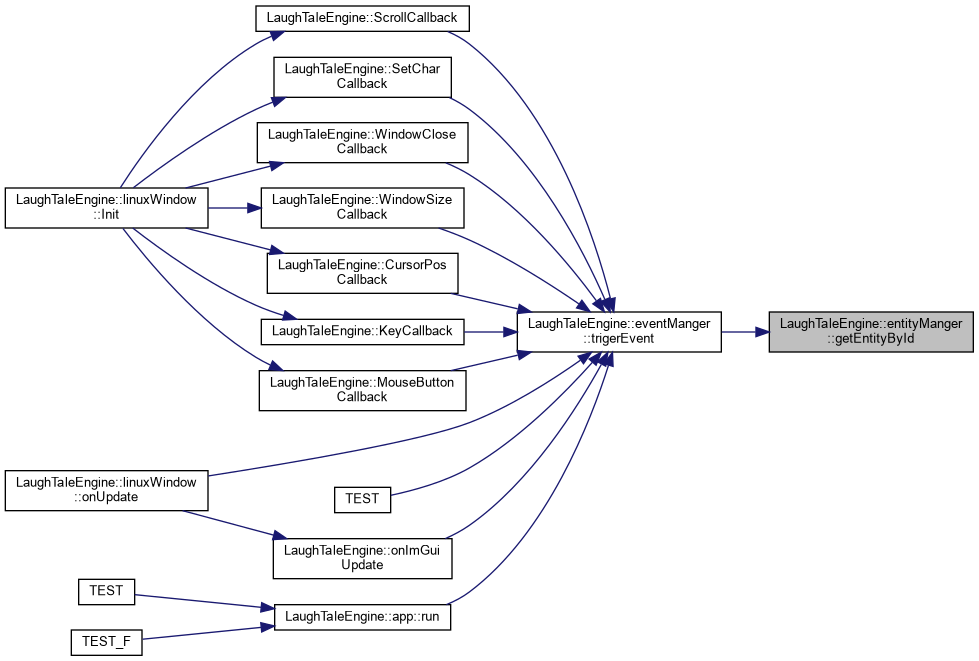 LaughTaleEngine::ScrollCallback
LaughTaleEngine::SetChar
Callback
LaughTaleEngine::WindowClose
Callback
LaughTaleEngine::linuxWindow
::Init
LaughTaleEngine::WindowSize
Callback
LaughTaleEngine::CursorPos
Callback
LaughTaleEngine::KeyCallback
LaughTaleEngine::eventManger
::trigerEvent
LaughTaleEngine::entityManger
::getEntityById
LaughTaleEngine::MouseButton
Callback
LaughTaleEngine::linuxWindow
::onUpdate
TEST
LaughTaleEngine::onImGui
Update
TEST
LaughTaleEngine::app::run
TEST_F